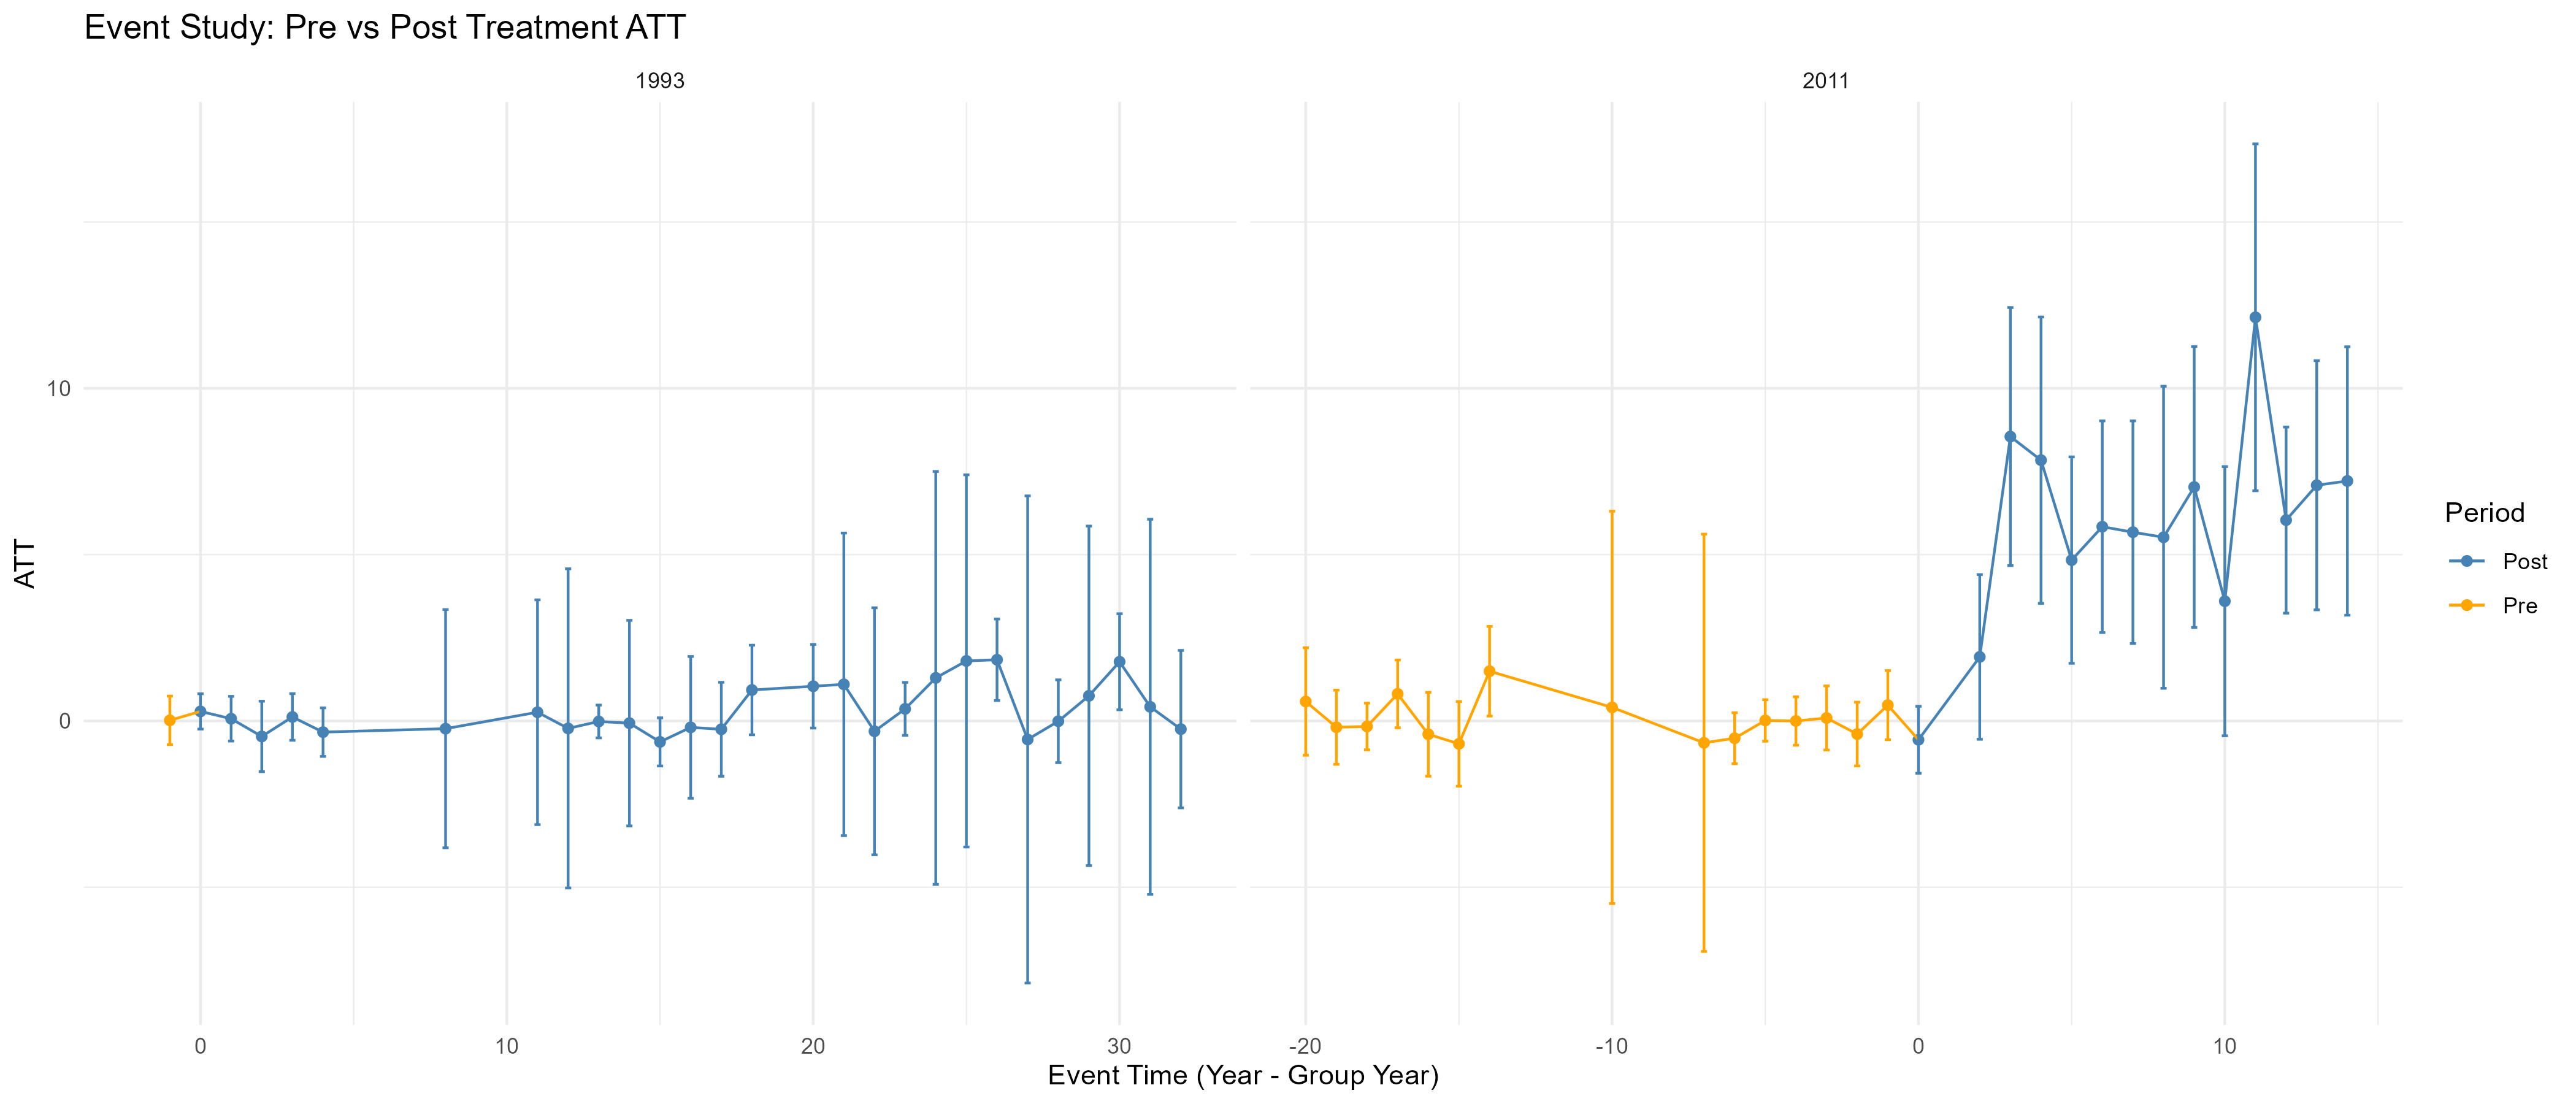 Event Study: Pre vs Post Treatment ATT
1993
2011
ATT
10
0
0 10 20 30
-20 -10 0 10
Event Time (Year - Group Year)
Period
Post
Pre